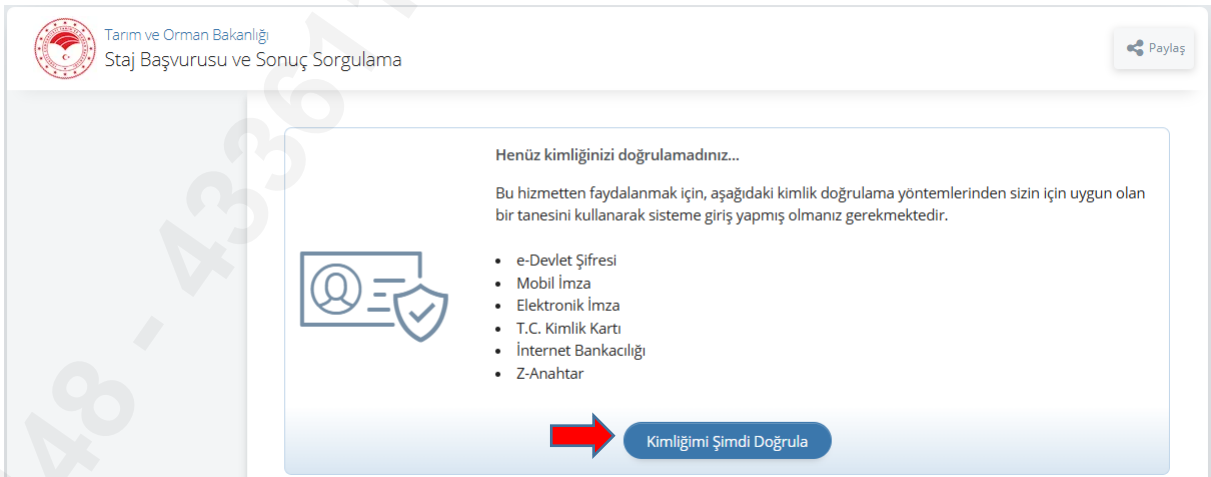 Tarım ve Orman Bakanlığı
Staj Başvurusu ve Sonuç Sorgulama
Paylaş
Henüz kimliğinizi doğrulamadınız...
Bu hizmetten faydalanmak için, aşağıdaki kimlik doğrulama yöntemlerinden sizin için uygun olan
bir tanesini kullanarak sisteme giriş yapmış olmanız gerekmektedir.
• e-Devlet Şifresi
• Mobil İmza
• Elektronik İmza
• T.C. Kimlik Kartı
• İnternet Bankacılığı
• Z-Anahtar
Kimliğimi Şimdi Doğrula